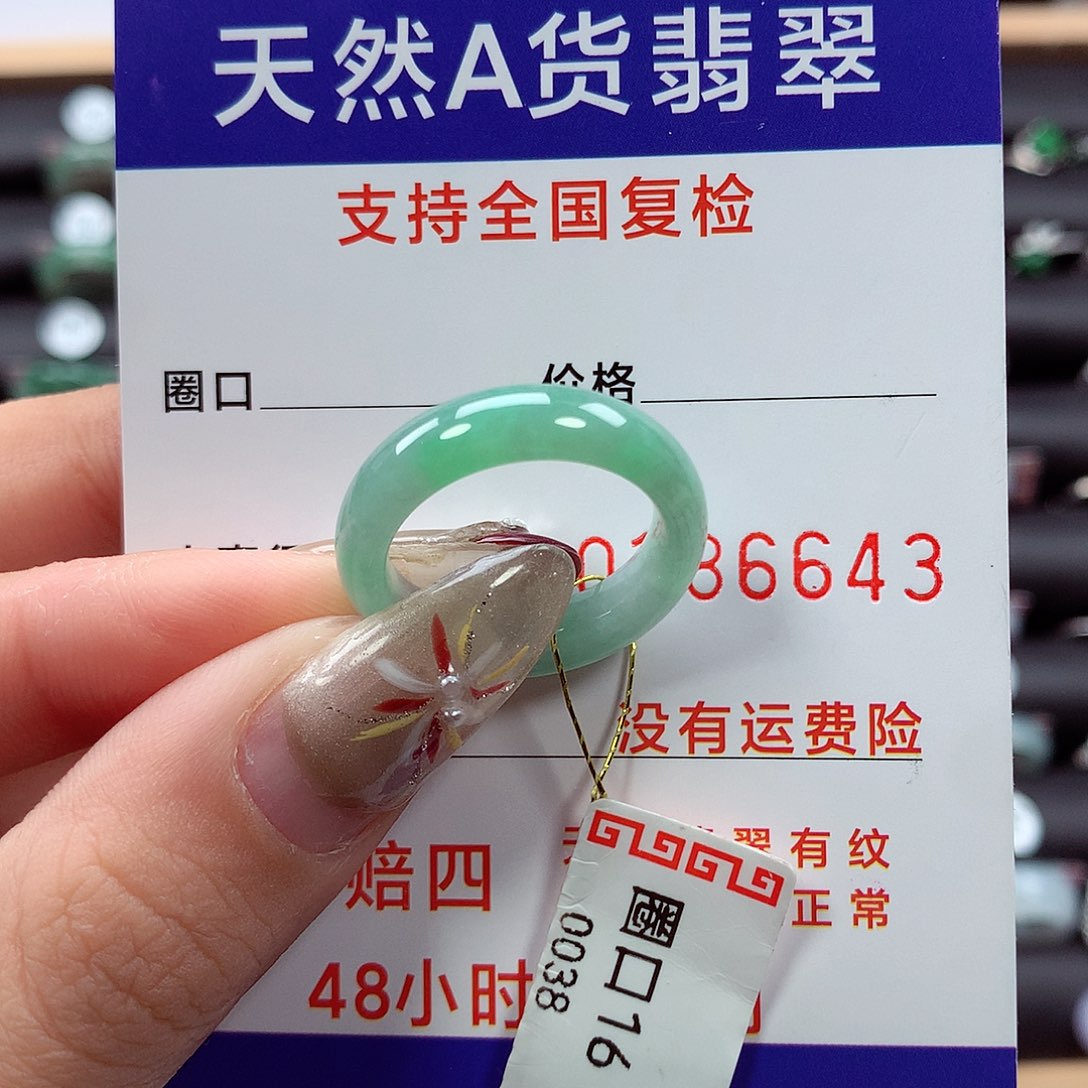 天然A货翡翠
支持全国复检
圈口 价格
86643
没有运费险
赔四
翠有纹
正常
48小时
圈口16
0038